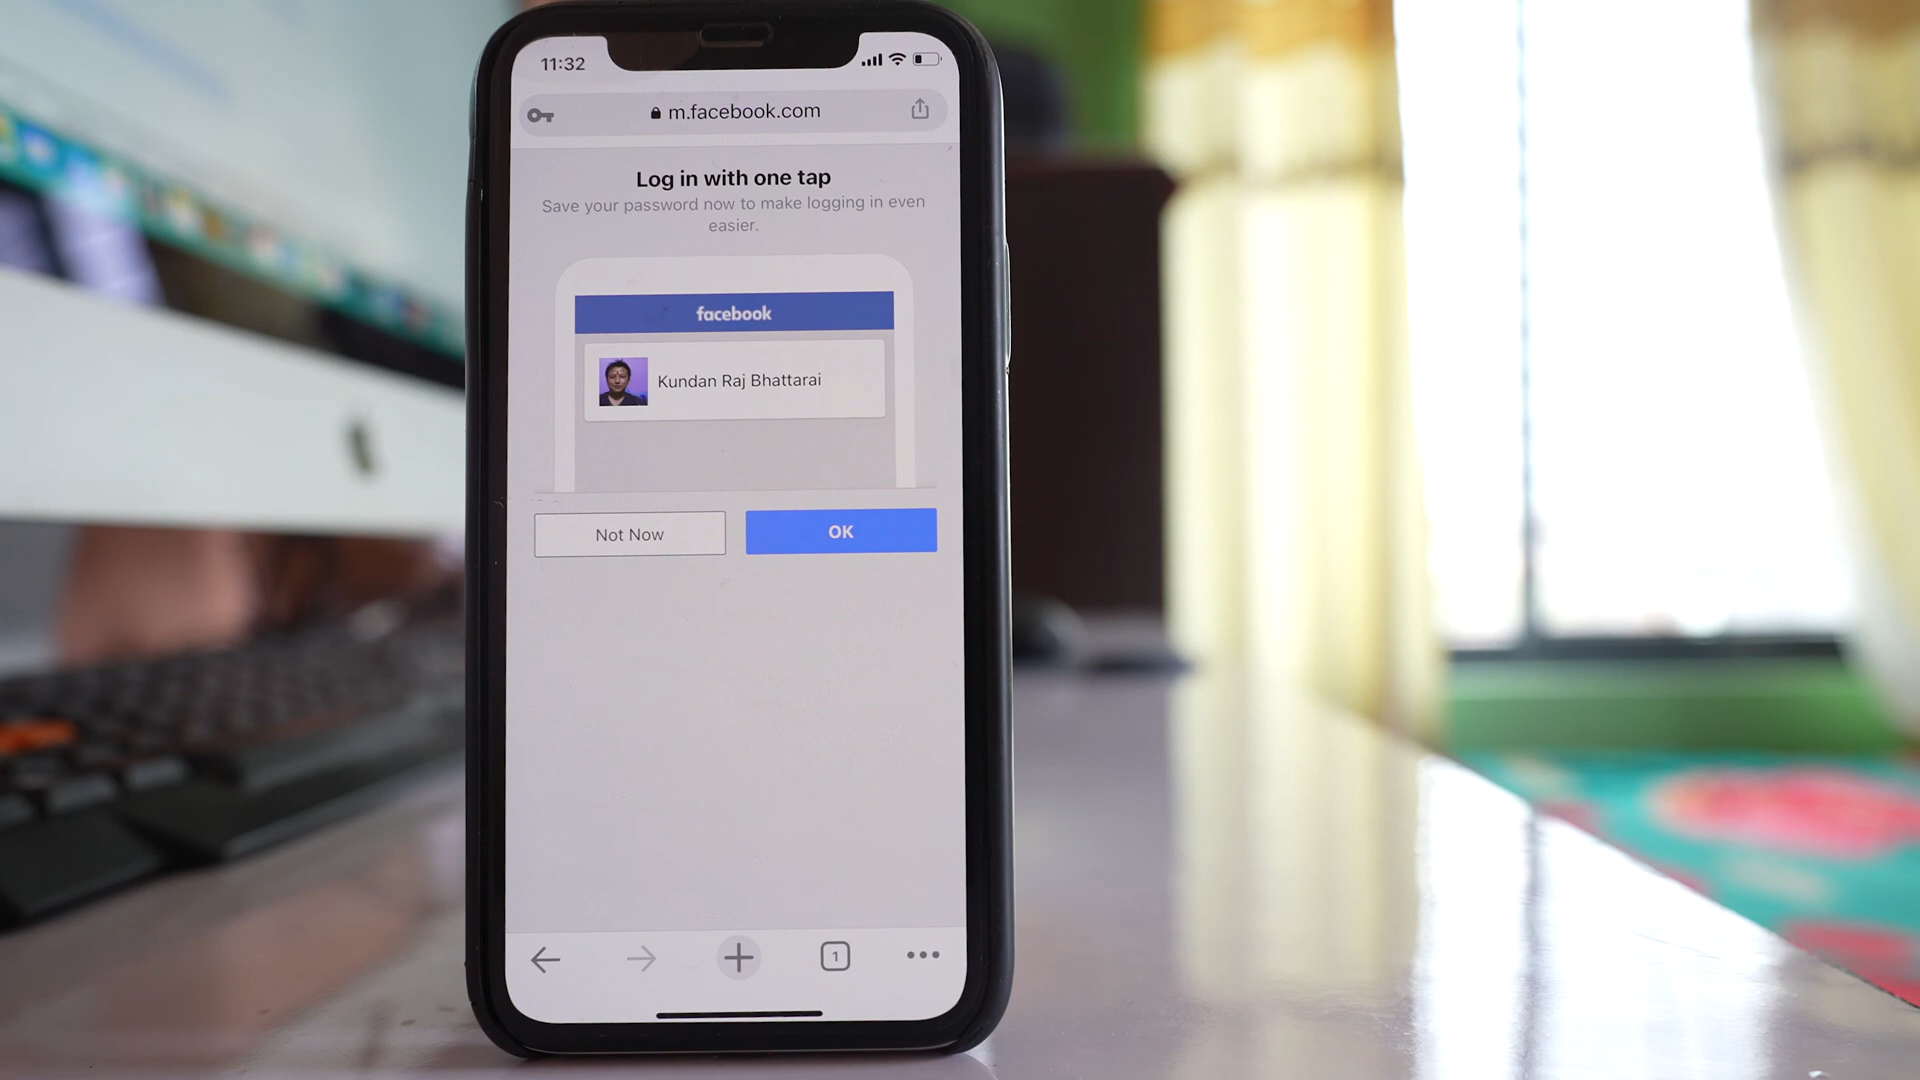 11:32
m.facebook.com
Log in with one tap
Save your password now to make logging in even
easier.
facebook
Kundan Raj Bhattarai
Not Now
OK
1